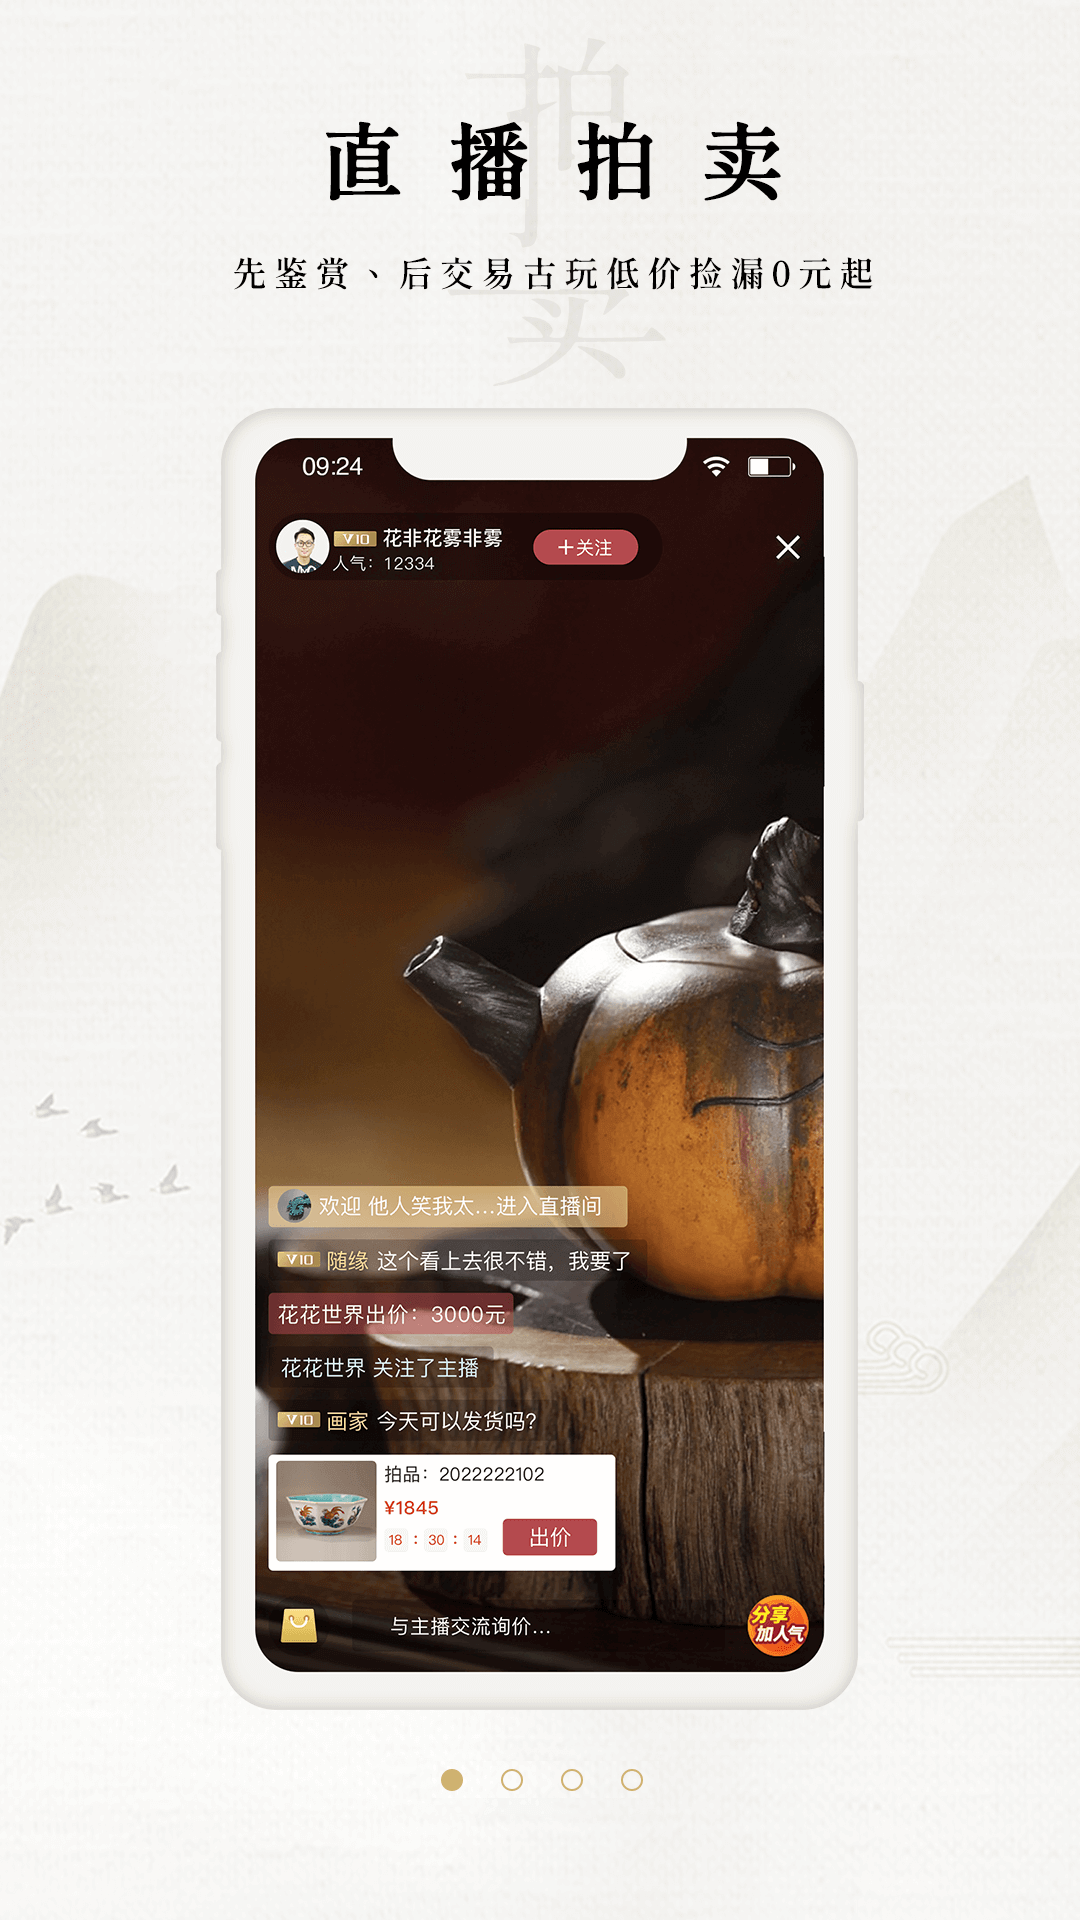 拍卖
直播拍卖
先鉴赏、后交易古玩低价捡漏0元起
09:24
V10 花非花雾非雾
人气：12334
+关注
欢迎 他人笑我太...进入直播间
V10 随缘 这个看上去很不错，我要了
花花世界出价：3000元
花花世界 关注了主播
V10 画家 今天可以发货吗?
拍品：2022222102
¥1845
18 : 30 : 14
出价
与主播交流询价...
分享
加人气